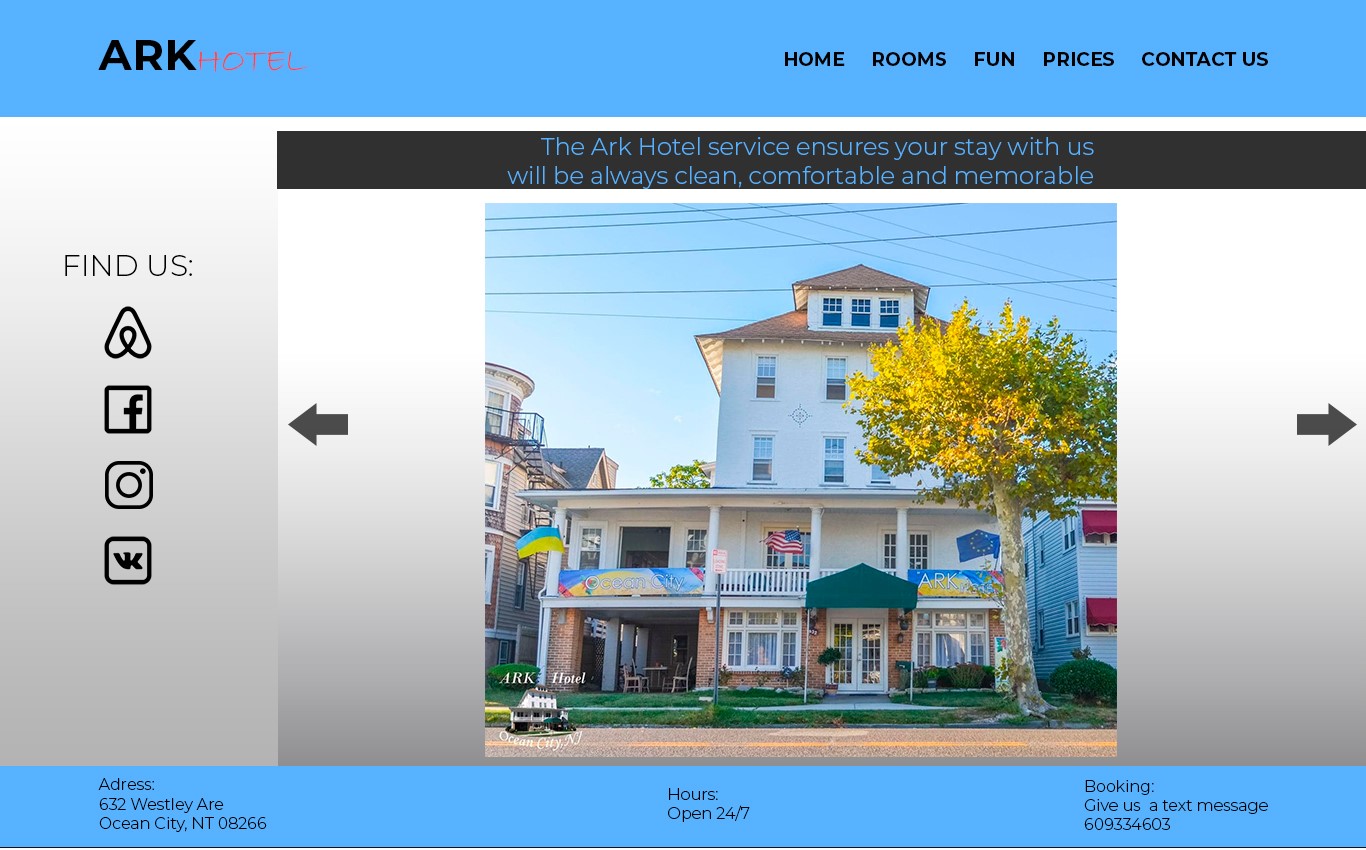 ARK HOTEL
HOME ROOMS FUN PRICES CONTACT US
The Ark Hotel service ensures your stay with us
will be always clean, comfortable and memorable
FIND US:
Ocean City
ARK
ARK Hotel
Ocean City, NJ
Adress:
632 Westley Are
Ocean City, NT 08266
Hours:
Open 24/7
Booking:
Give us a text message
609334603